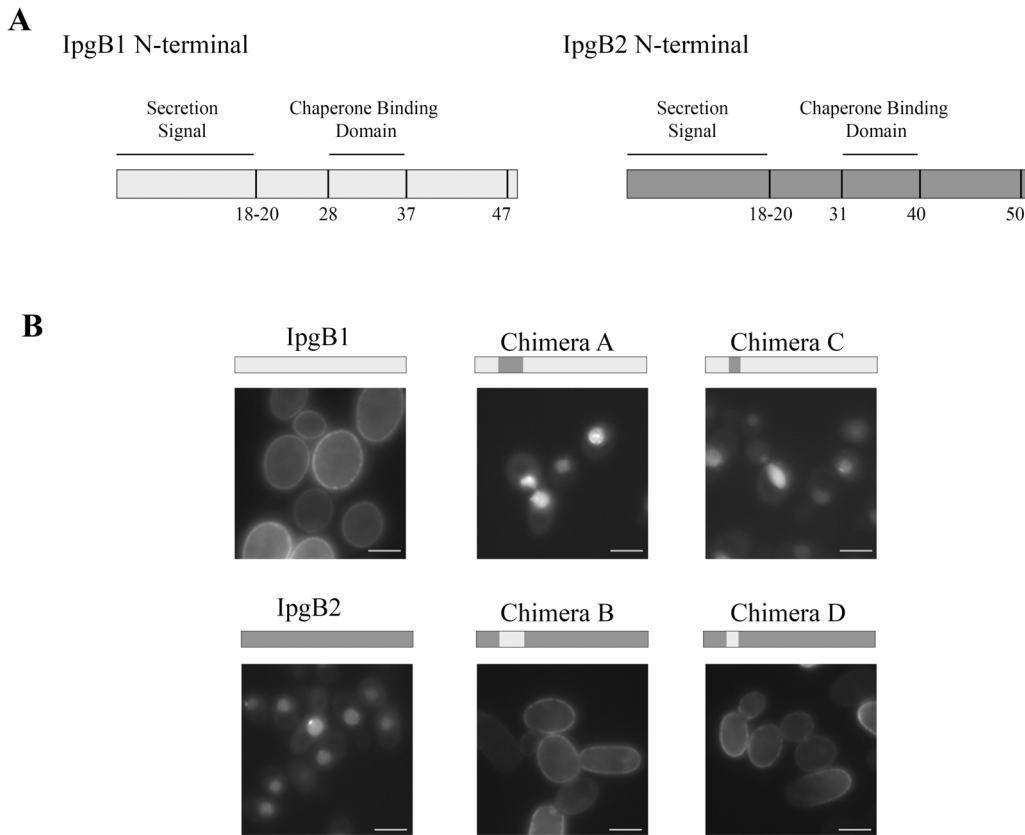 A
IpgB1 N-terminal
IpgB2 N-terminal
Secretion
Signal
Chaperone Binding
Domain
Secretion
Signal
Chaperone Binding
Domain
18-20
28
37
47
18-20
31
40
50
B
IpgB1
Chimera A
Chimera C
IpgB2
Chimera B
Chimera D